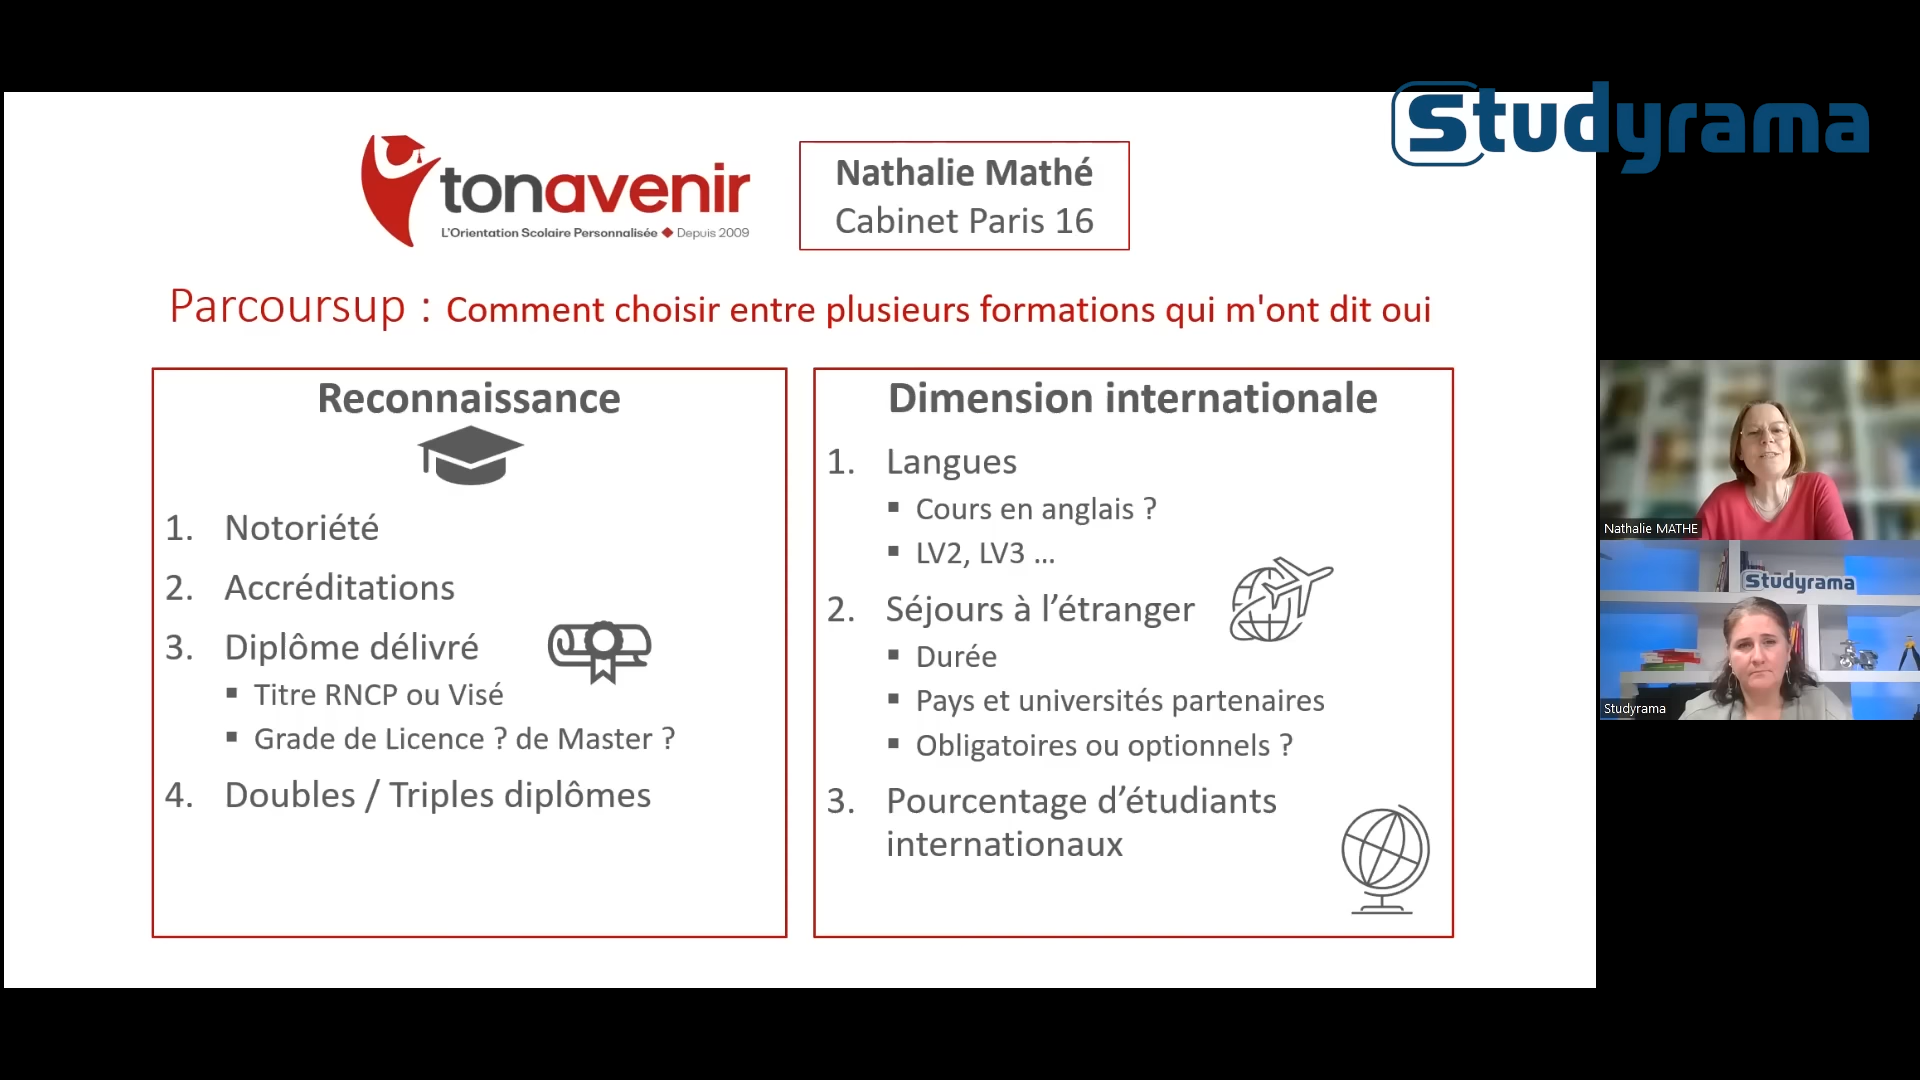 Studyrama
tonavenir
L'Orientation Scolaire Personnalisée ◆ Depuis 2009
Nathalie Mathé
Cabinet Paris 16
Parcoursup : Comment choisir entre plusieurs formations qui m'ont dit oui
Reconnaissance
1. Notoriété
2. Accréditations
3. Diplôme délivré
▪ Titre RNCP ou Visé
▪ Grade de Licence ? de Master ?
4. Doubles / Triples diplômes
Dimension internationale
1. Langues
▪ Cours en anglais ?
▪ LV2, LV3 ...
2. Séjours à l’étranger
▪ Durée
▪ Pays et universités partenaires
▪ Obligatoires ou optionnels ?
3. Pourcentage d’étudiants
internationaux
Nathalie MATHE
Studyrama
Studyrama